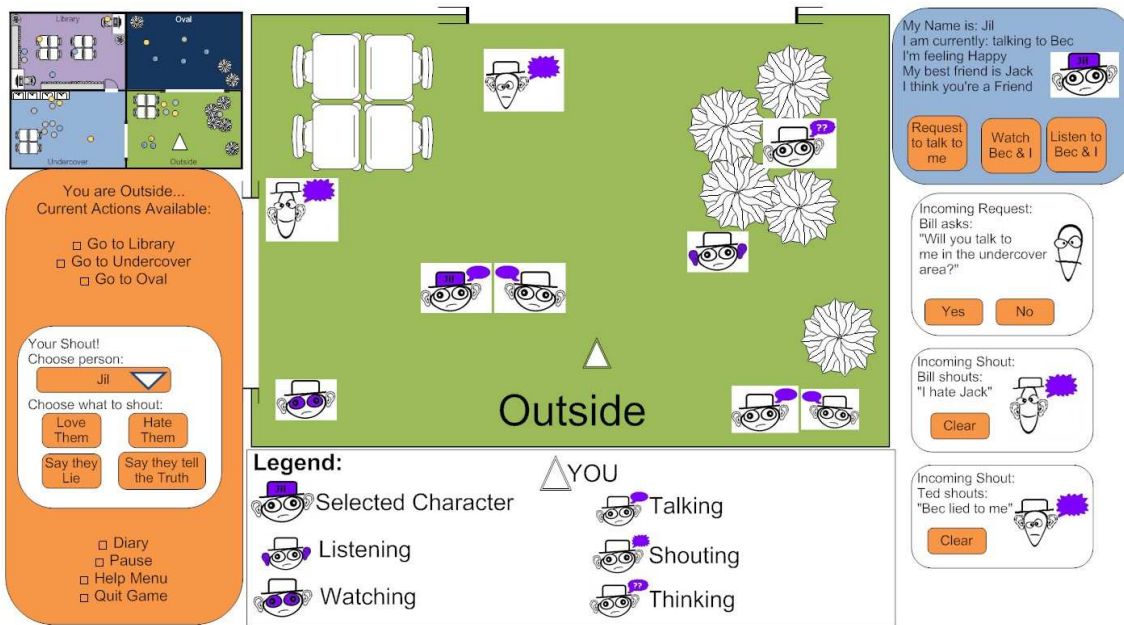 Library
Oval
Undercover
Outside
You are Outside...
Current Actions Available:
Go to Library
Go to Undercover
Go to Oval
Your Shout!
Choose person:
Jil
Choose what to shout:
Love
Them
Hate
Them
Say they
Lie
Say they tell
the Truth
Diary
Pause
Help Menu
Quit Game
??
Jil
Outside
Legend:
YOU
Jil
Selected Character
Talking
Listening
Shouting
Watching
??
Thinking
My Name is: Jil
I am currently: talking to Bec
I'm feeling Happy
My best friend is Jack
I think you're a Friend
Jil
Request
to talk to
me
Watch
Bec & I
Listen to
Bec & I
Incoming Request:
Bill asks:
"Will you talk to
me in the undercover
area?"
Yes
No
Incoming Shout:
Bill shouts:
"I hate Jack"
Clear
Incoming Shout:
Ted shouts:
"Bec lied to me"
Clear